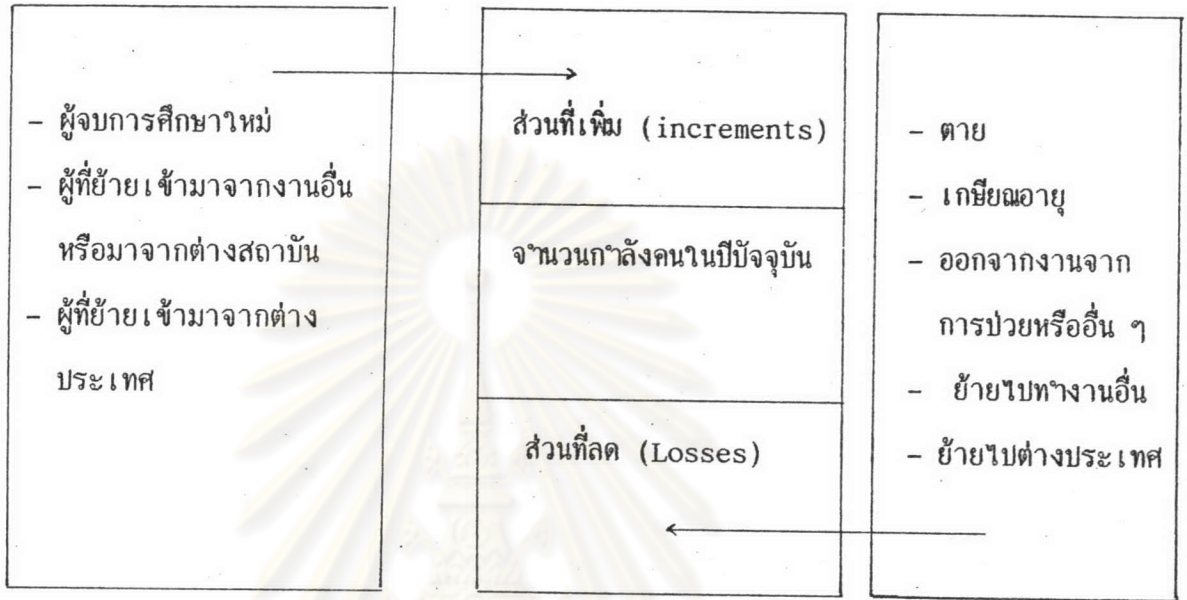 - ผู้จบการศึกษาใหม่
- ผู้ที่ย้ายเข้ามาจากงานอื่น
หรือมาจากต่างสถาบัน
- ผู้ที่ย้ายเข้ามาจากต่าง
ประเทศ
ส่วนที่เพิ่ม (increments)
จำนวนกำลังคนในปีปัจจุบัน
ส่วนที่ลด (Losses)
- ตาย
- เกษียณอายุ
- ออกจากงานจาก
การป่วยหรืออื่น ๆ
- ย้ายไปทำงานอื่น
- ย้ายไปต่างประเทศ